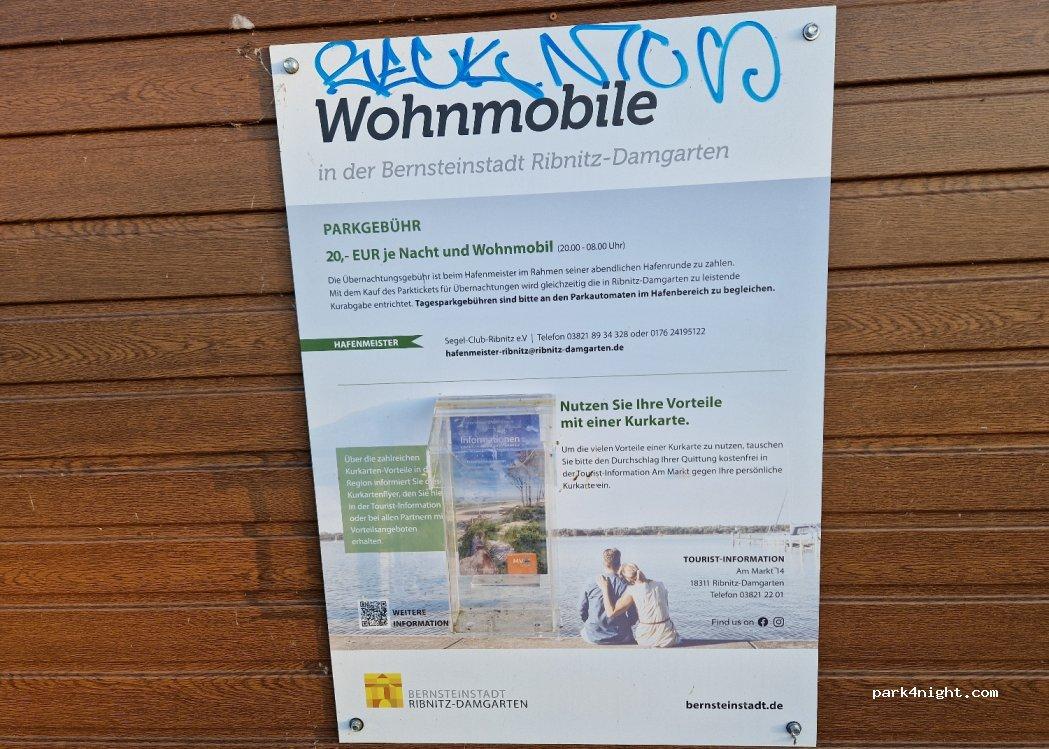 Wohnmobile
in der Bernsteinstadt Ribnitz-Damgarten
PARKGEBÜHR
20,- EUR je Nacht und Wohnmobil (20.00 - 08.00 Uhr)
Die Übernachtungsgebühr ist beim Hafenmeister im Rahmen seiner abendlichen Hafenrunde zu zahlen.
Mit dem Kauf des Parktickets für Übernachtungen wird gleichzeitig die in Ribnitz-Damgarten zu leistende
Kurabgabe entrichtet. Tagesparkgebühren sind bitte an den Parkautomaten im Hafenbereich zu begleichen.
HAFENMEISTER
Segel-Club-Ribnitz e.V | Telefon 03821 89 34 328 oder 0176 24195122
hafenmeister-ribnitz@ribnitz-damgarten.de
Nutzen Sie Ihre Vorteile
mit einer Kurkarte.
Um die vielen Vorteile einer Kurkarte zu nutzen, tauschen
Sie bitte den Durchschlag Ihrer Quittung kostenfrei in
der Tourist-Information Am Markt gegen Ihre persönliche
Kurkarte ein.
Über die zahlreichen
Kurkarten-Vorteile in d
Region informiert Sie
Kurkartenflyer, den Sie hie
in der Tourist-Information
oder bei allen Partnern mi
Vorteilsangeboten
erhalten.
Informationen
MV
WEITERE
INFORMATION
TOURIST-INFORMATION
Am Markt 14
18311 Ribnitz-Damgarten
Telefon 03821 22 01
Find us on
BERNSTEINSTADT
RIBNITZ-DAMGARTEN
bernsteinstadt.de
park4night.com